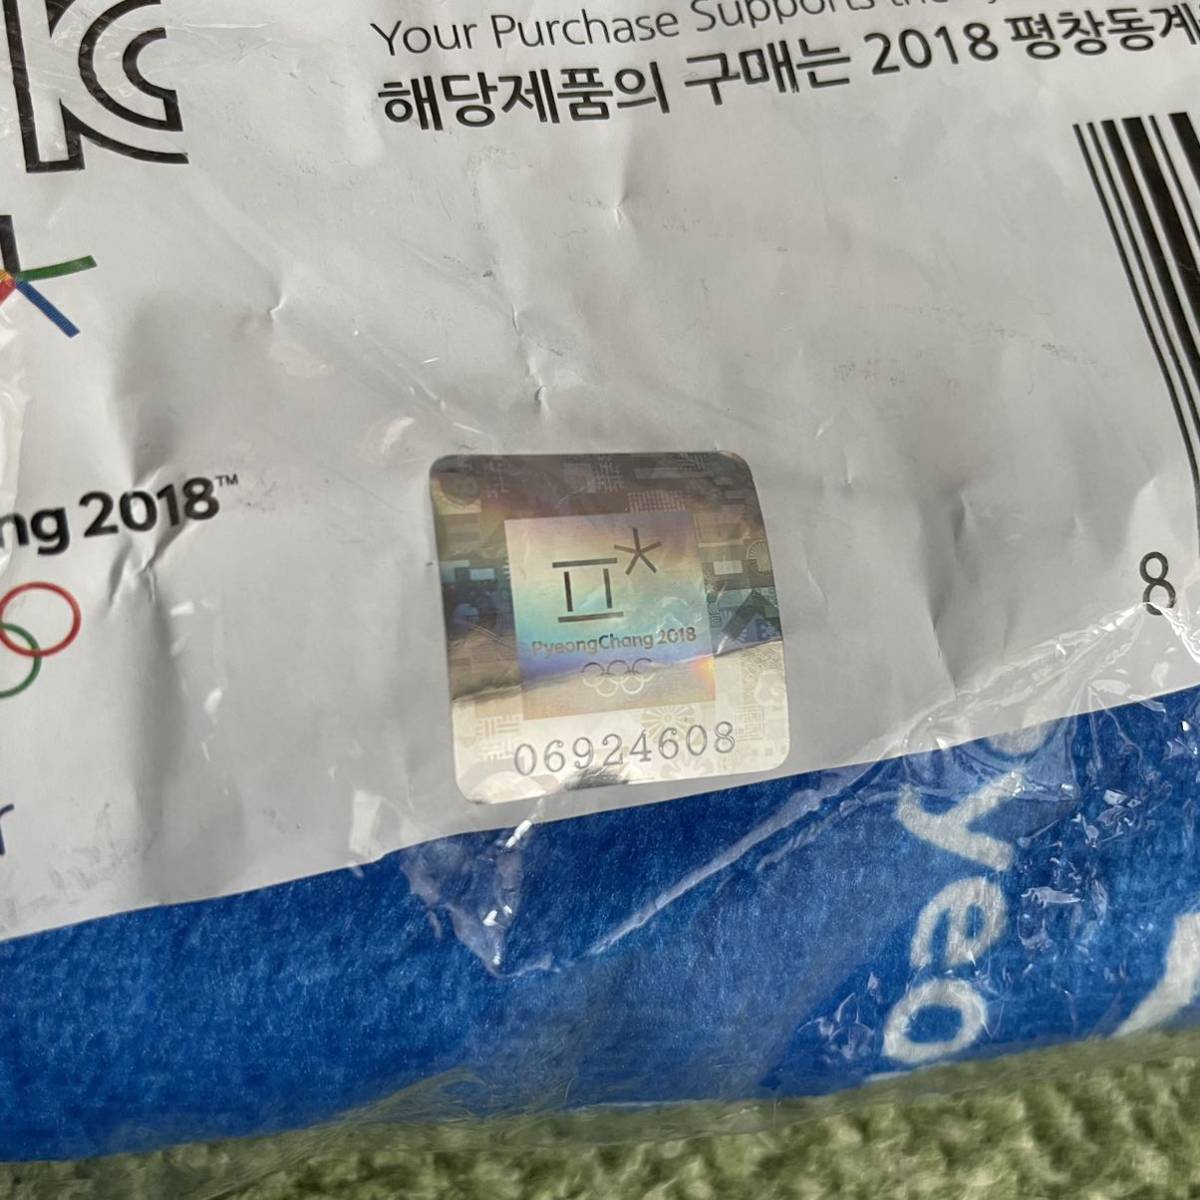 Your Purchase Supports the
해당제품의 구매는 2018 평창동계
ng 2018™
PyeongChang 2018
06924608
8
r
Pyeo